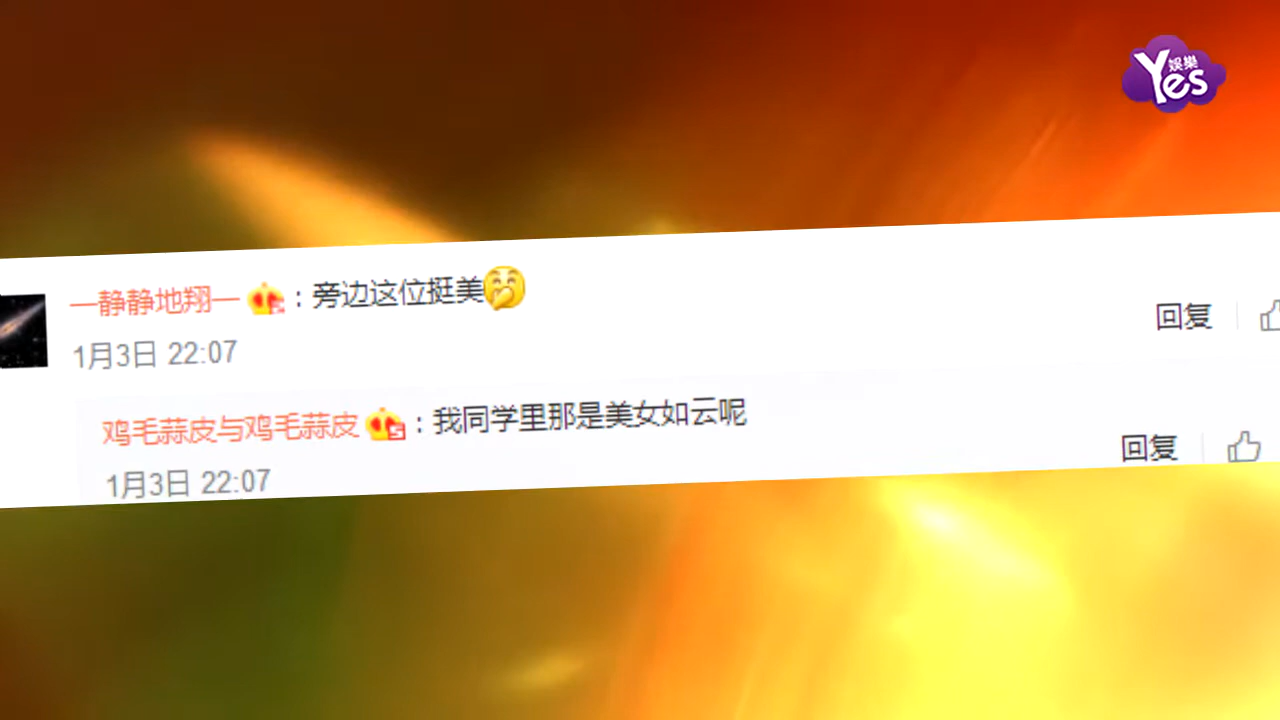 Yes 娱樂
一静静地翔一：旁边这位挺美🤭
回复
1月3日 22:07
鸡毛蒜皮与鸡毛蒜皮：我同学里那是美女如云呢
回复
1月3日 22:07